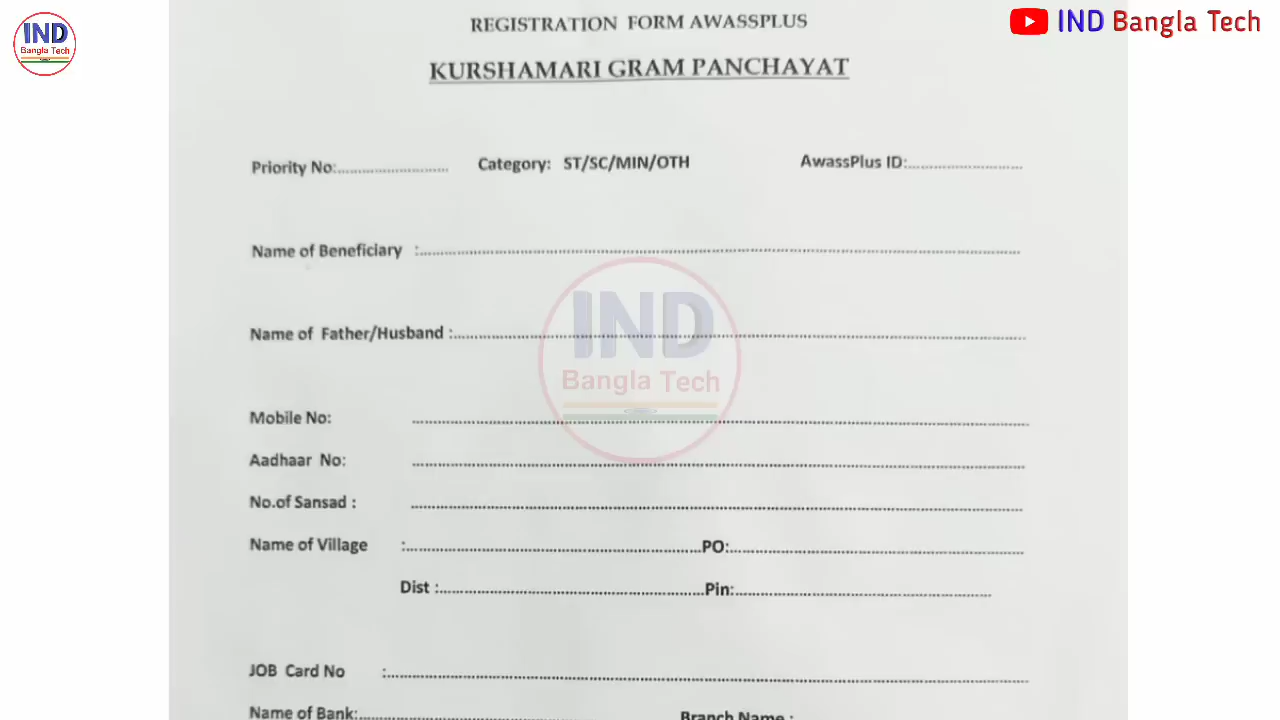 IND
Bangla Tech
IND Bangla Tech
REGISTRATION FORM AWASSPLUS
KURSHAMARI GRAM PANCHAYAT
Priority No:........................... Category: ST/SC/MIN/OTH AwassPlus ID:............................
Name of Beneficiary :............................................................
Name of Father/Husband :............................................................
IND
Bangla Tech
Mobile No: ............................................................
Aadhaar No: ............................................................
No.of Sansad : ............................................................
Name of Village :............................................................PO:............................................................
Dist :............................................................Pin:............................................................
JOB Card No :............................................................
Name of Bank:............................................................ Branch Name :